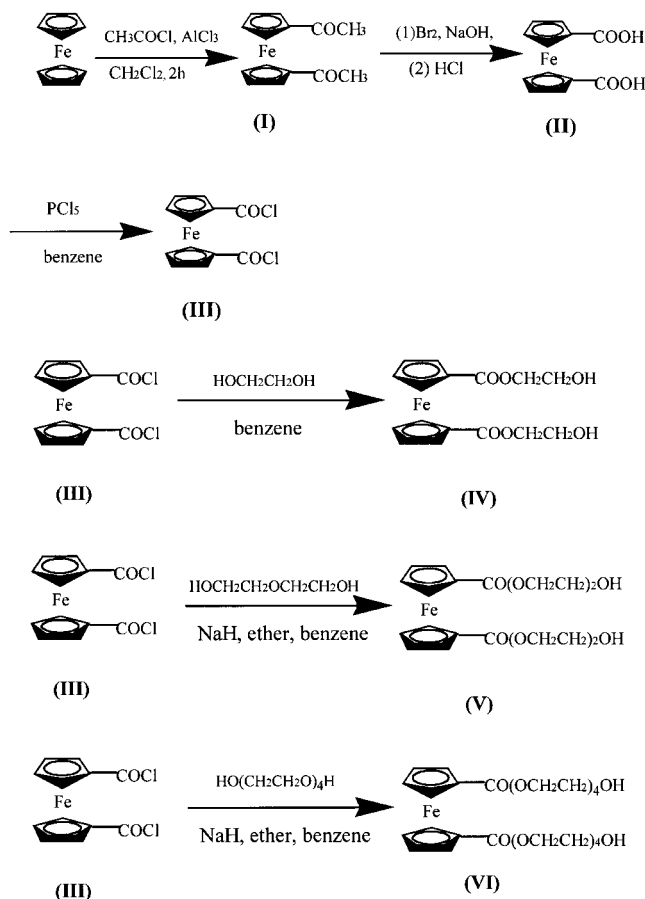 CH3COCl, AlCl3
CH2Cl2, 2h
Fe
Fe
COCH3
COCH3
(I)
(1)Br2, NaOH,
(2) HCl
Fe
COOH
COOH
(II)
PCl5
benzene
Fe
COCl
COCl
(III)
Fe
COCl
COCl
(III)
HOCH2CH2OH
benzene
Fe
COOCH2CH2OH
COOCH2CH2OH
(IV)
Fe
COCl
COCl
(III)
HOCH2CH2OCH2CH2OH
NaH, ether, benzene
Fe
CO(OCH2CH2)2OH
CO(OCH2CH2)2OH
(V)
Fe
COCl
COCl
(III)
HO(CH2CH2O)4H
NaH, ether, benzene
Fe
CO(OCH2CH2)4OH
CO(OCH2CH2)4OH
(VI)